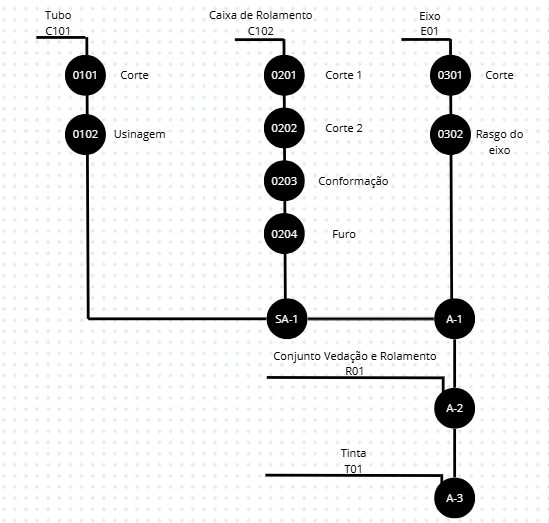 Tubo
C101
Caixa de Rolamento
C102
Eixo
E01
0101
Corte
0201
Corte 1
0301
Corte
0102
Usinagem
0202
Corte 2
0302
Rasgo do
eixo
0203
Conformação
0204
Furo
SA-1
A-1
Conjunto Vedação e Rolamento
R01
A-2
Tinta
T01
A-3